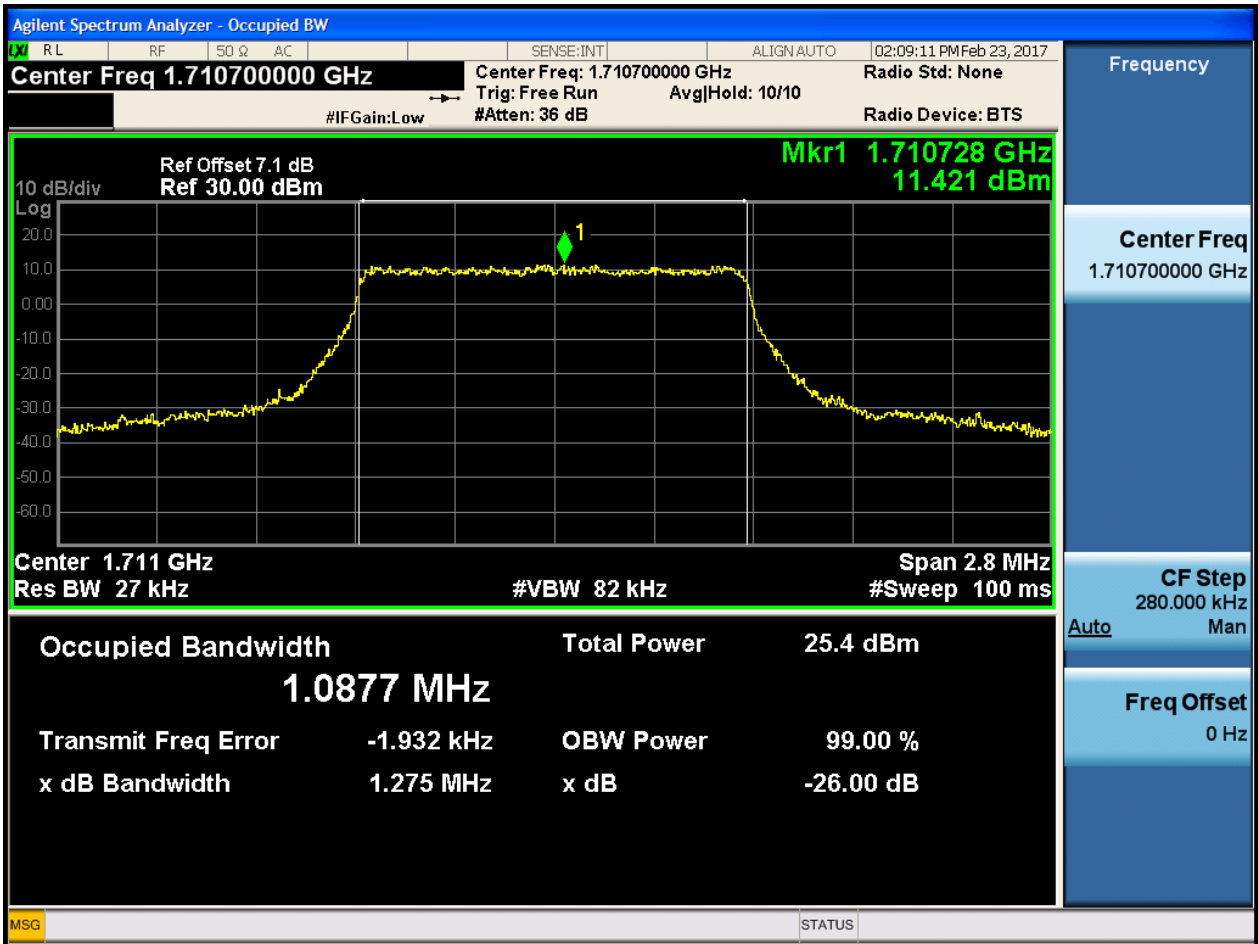 Agilent Spectrum Analyzer - Occupied BW
LXI RL RF 50 Ω AC SENSE:INT ALIGN AUTO 02:09:11 PM Feb 23, 2017
Center Freq 1.710700000 GHz
Center Freq: 1.710700000 GHz
Radio Std: None
Trig: Free Run Avg|Hold: 10/10
#IFGain:Low
#Atten: 36 dB
Radio Device: BTS
Mkr1 1.710728 GHz
11.421 dBm
Ref Offset 7.1 dB
10 dB/div Ref 30.00 dBm
Log
20.0
10.0
0.00
-10.0
-20.0
-30.0
-40.0
-50.0
-60.0
1
Center 1.711 GHz Span 2.8 MHz
Res BW 27 kHz #VBW 82 kHz #Sweep 100 ms
Occupied Bandwidth Total Power 25.4 dBm
1.0877 MHz
Transmit Freq Error -1.932 kHz OBW Power 99.00 %
x dB Bandwidth 1.275 MHz x dB -26.00 dB
Frequency
Center Freq
1.710700000 GHz
CF Step
280.000 kHz
Auto Man
Freq Offset
0 Hz
MSG STATUS